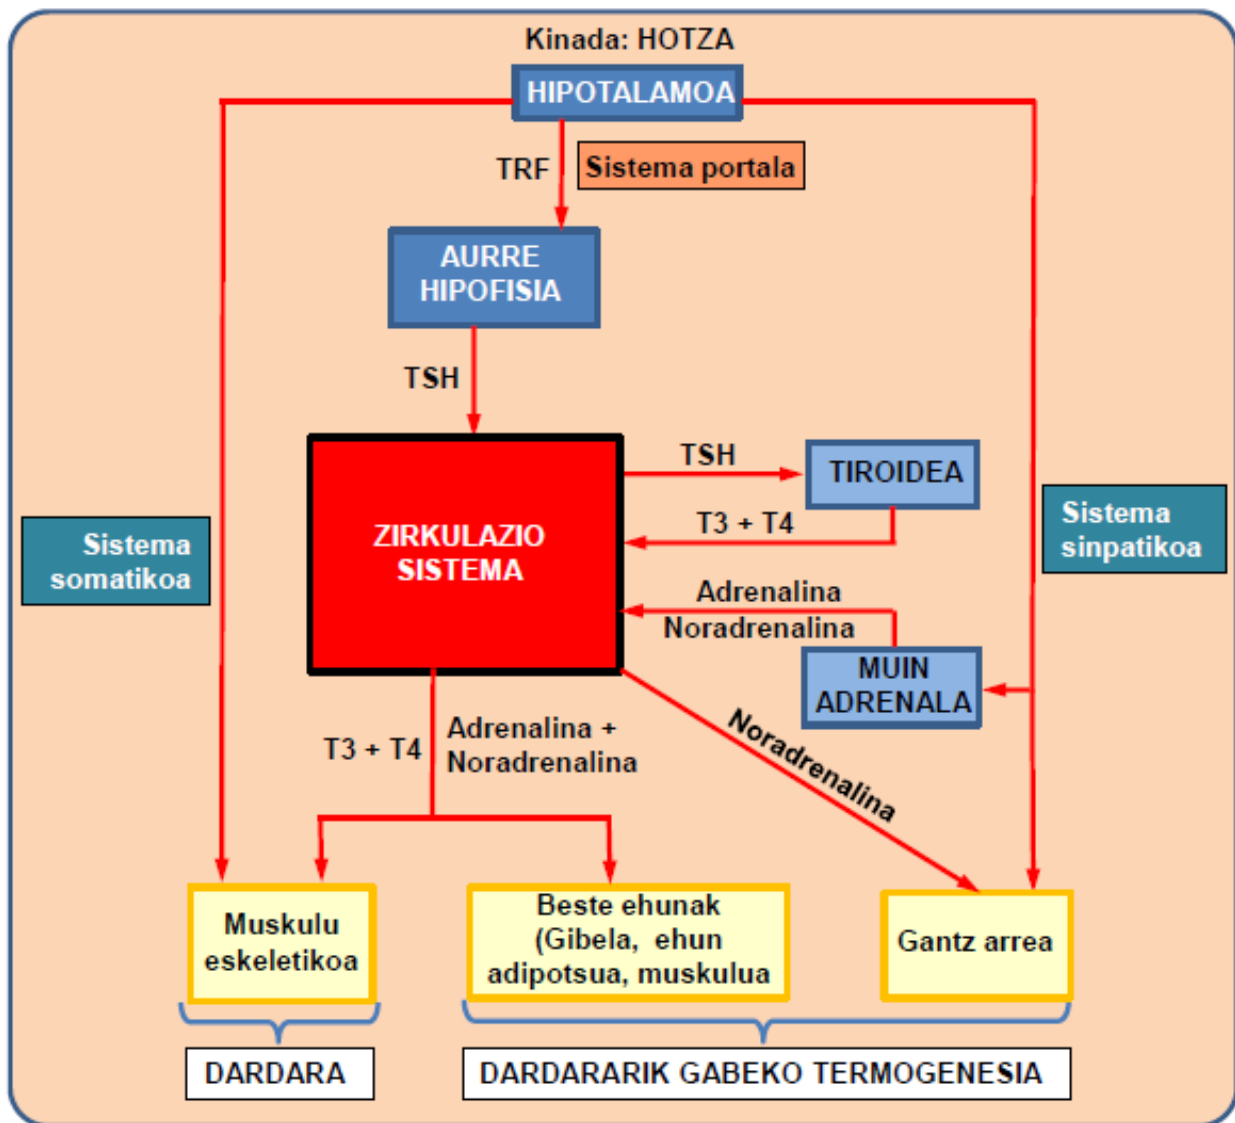 Kinada: HOTZA
HIPOTALAMOA
TRF
Sistema portala
AURRE
HIPOFISIA
TSH
ZIRKULAZIO
SISTEMA
TSH
TIROIDEA
T3 + T4
Sistema
somatikoa
Sistema
sinpatikoa
Adrenalina
Noradrenalina
MUIN
ADRENALA
T3 + T4
Adrenalina +
Noradrenalina
Noradrenalina
Muskulu
eskeletikoa
Beste ehunak
(Gibela, ehun
adipotsua, muskulua
Gantz arrea
DARDARA
DARDARARIK GABEKO TERMOGENESIA